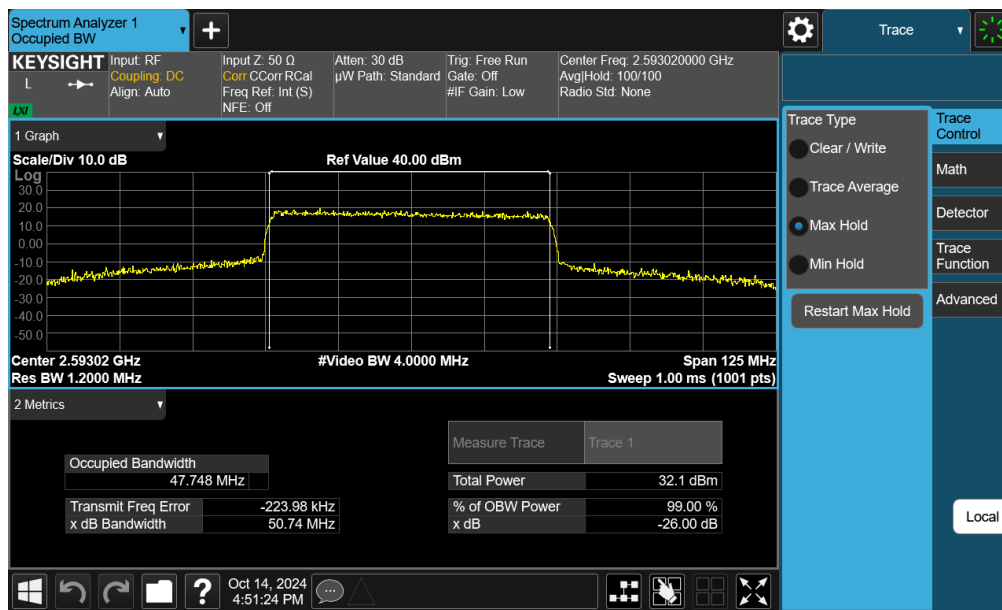 Spectrum Analyzer 1
Occupied BW
Trace
KEYSIGHT
L
LXI
Input: RF
Coupling: DC
Align: Auto
Input Z: 50 Ω
Corr CCorr RCal
Freq Ref: Int (S)
NFE: Off
Atten: 30 dB
µW Path: Standard
Trig: Free Run
Gate: Off
#IF Gain: Low
Center Freq: 2.593020000 GHz
Avg|Hold: 100/100
Radio Std: None
1 Graph
Scale/Div 10.0 dB
Ref Value 40.00 dBm
Log
30.0
20.0
10.0
0.00
-10.0
-20.0
-30.0
-40.0
-50.0
Center 2.59302 GHz
#Video BW 4.0000 MHz
Span 125 MHz
Res BW 1.2000 MHz
Sweep 1.00 ms (1001 pts)
2 Metrics
Measure Trace
Trace 1
Occupied Bandwidth
47.748 MHz
Total Power
32.1 dBm
Transmit Freq Error
-223.98 kHz
% of OBW Power
99.00 %
x dB Bandwidth
50.74 MHz
x dB
-26.00 dB
Trace Type
Clear / Write
Trace Average
Max Hold
Min Hold
Restart Max Hold
Trace
Control
Math
Detector
Trace
Function
Advanced
Local
?
Oct 14, 2024
4:51:24 PM